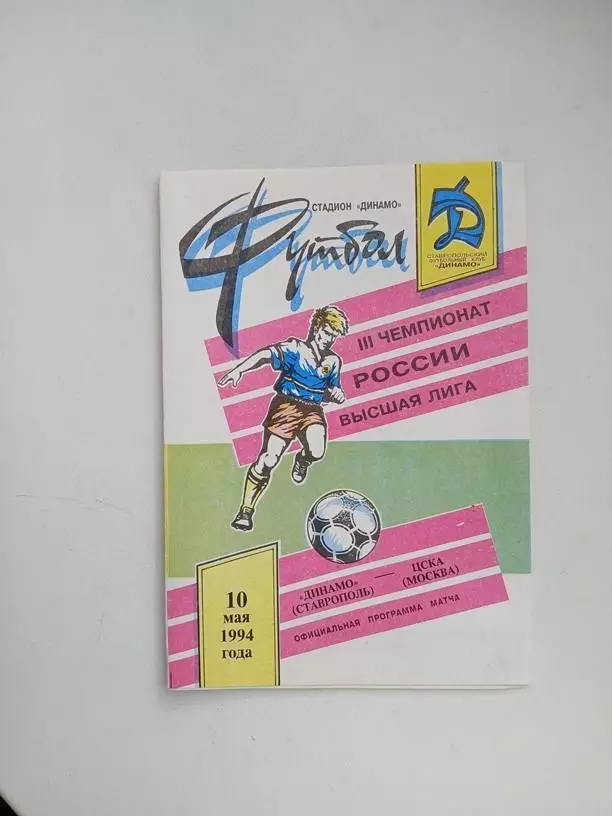 СТАДИОН «ДИНАМО»
Футбол
Д
СТАВРОПОЛЬСКИЙ
ФУТБОЛЬНЫЙ КЛУБ
«ДИНАМО»
III ЧЕМПИОНАТ
РОССИИ
ВЫСШАЯ ЛИГА
«ДИНАМО» — ЦСКА
(СТАВРОПОЛЬ) (МОСКВА)
ОФИЦИАЛЬНАЯ ПРОГРАММА МАТЧА
10
мая
1994
года